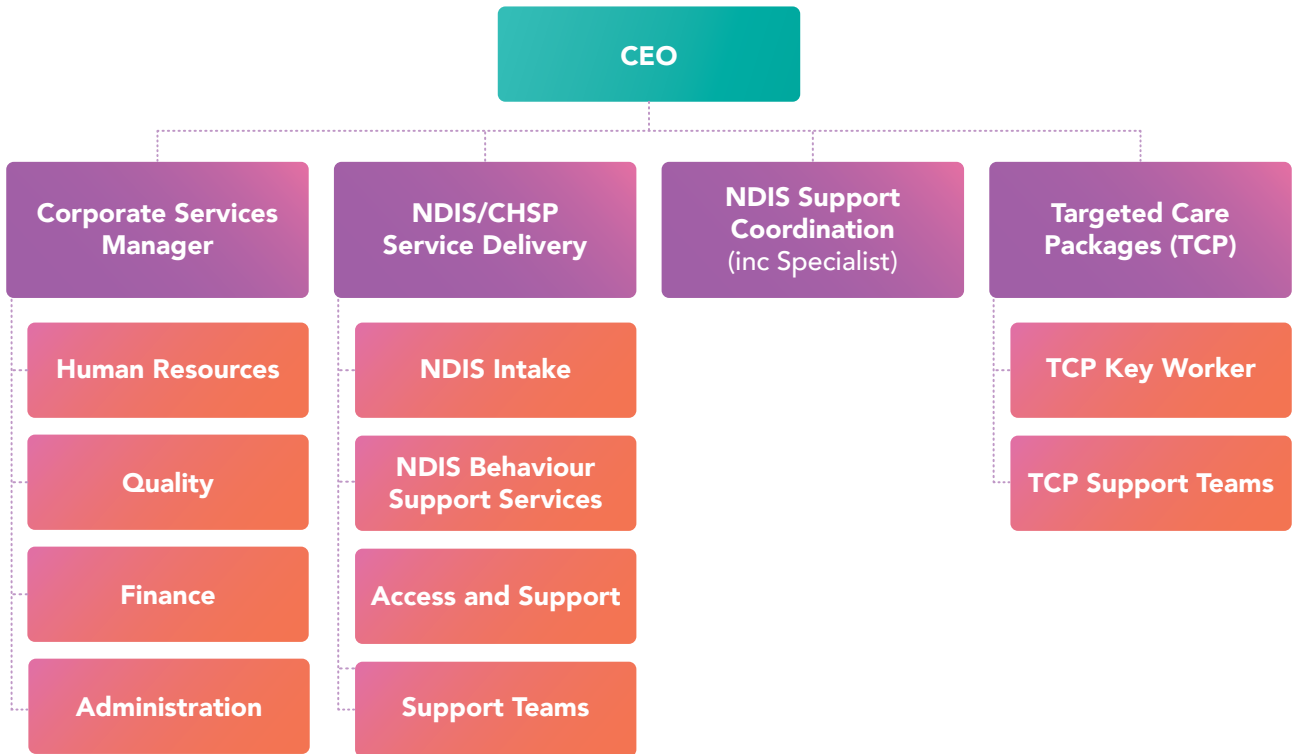 CEO
Corporate Services
Manager
NDIS/CHSP
Service Delivery
NDIS Support
Coordination
(inc Specialist)
Targeted Care
Packages (TCP)
Human Resources
Quality
Finance
Administration
NDIS Intake
NDIS Behaviour
Support Services
Access and Support
Support Teams
TCP Key Worker
TCP Support Teams